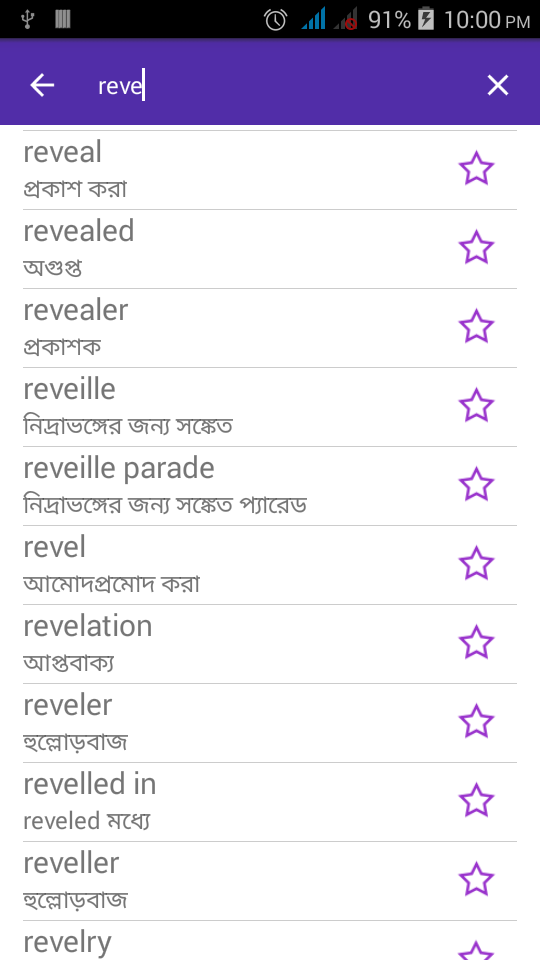 91% 10:00 PM
reve
reveal
প্রকাশ করা
revealed
অগুপ্ত
revealer
প্রকাশক
reveille
নিদ্রাভঙ্গের জন্য সঙ্কেত
reveille parade
নিদ্রাভঙ্গের জন্য সঙ্কেত প্যারেড
revel
আমোদপ্রমোদ করা
revelation
আপ্তবাক্য
reveler
হুল্লোড়বাজ
revelled in
reveled মধ্যে
reveller
হুল্লোড়বাজ
revelry